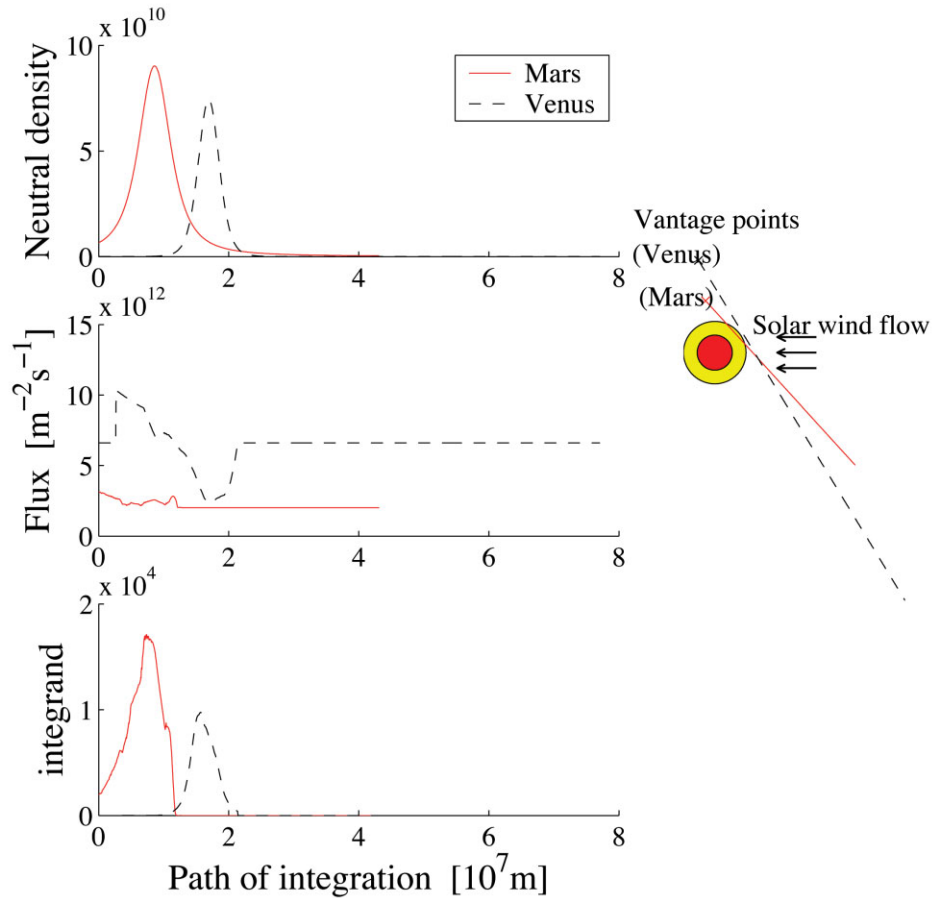 x 10^10
10
5
0
Neutral density
0 2 4 6 8
Mars
Venus
x 10^12
15
10
5
0
Flux [m^−2 s^−1]
0 2 4 6 8
x 10^4
2
1
0
integrand
0 2 4 6 8
Path of integration [10^7 m]
Vantage points
(Venus)
(Mars)
Solar wind flow